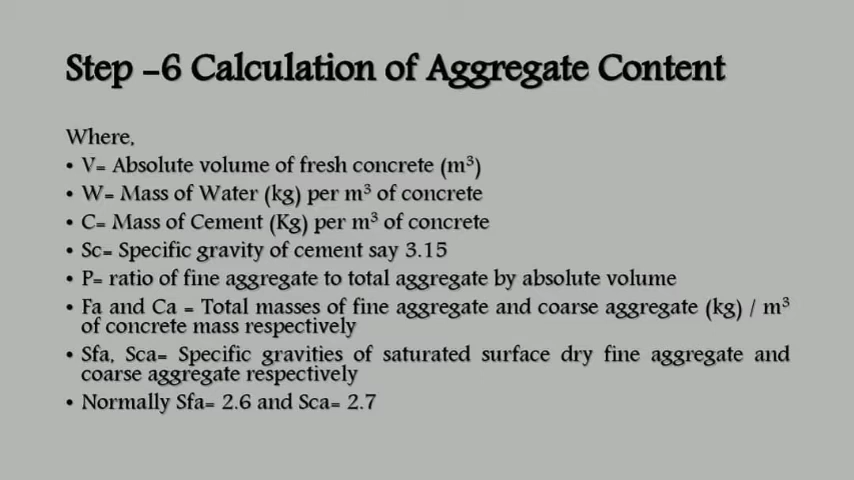 Step -6 Calculation of Aggregate Content
Where,
• V= Absolute volume of fresh concrete (m³)
• W= Mass of Water (kg) per m³ of concrete
• C= Mass of Cement (Kg) per m³ of concrete
• Sc= Specific gravity of cement say 3.15
• P= ratio of fine aggregate to total aggregate by absolute volume
• Fa and Ca = Total masses of fine aggregate and coarse aggregate (kg) / m³
of concrete mass respectively
• Sfa, Sca= Specific gravities of saturated surface dry fine aggregate and
coarse aggregate respectively
• Normally Sfa= 2.6 and Sca= 2.7